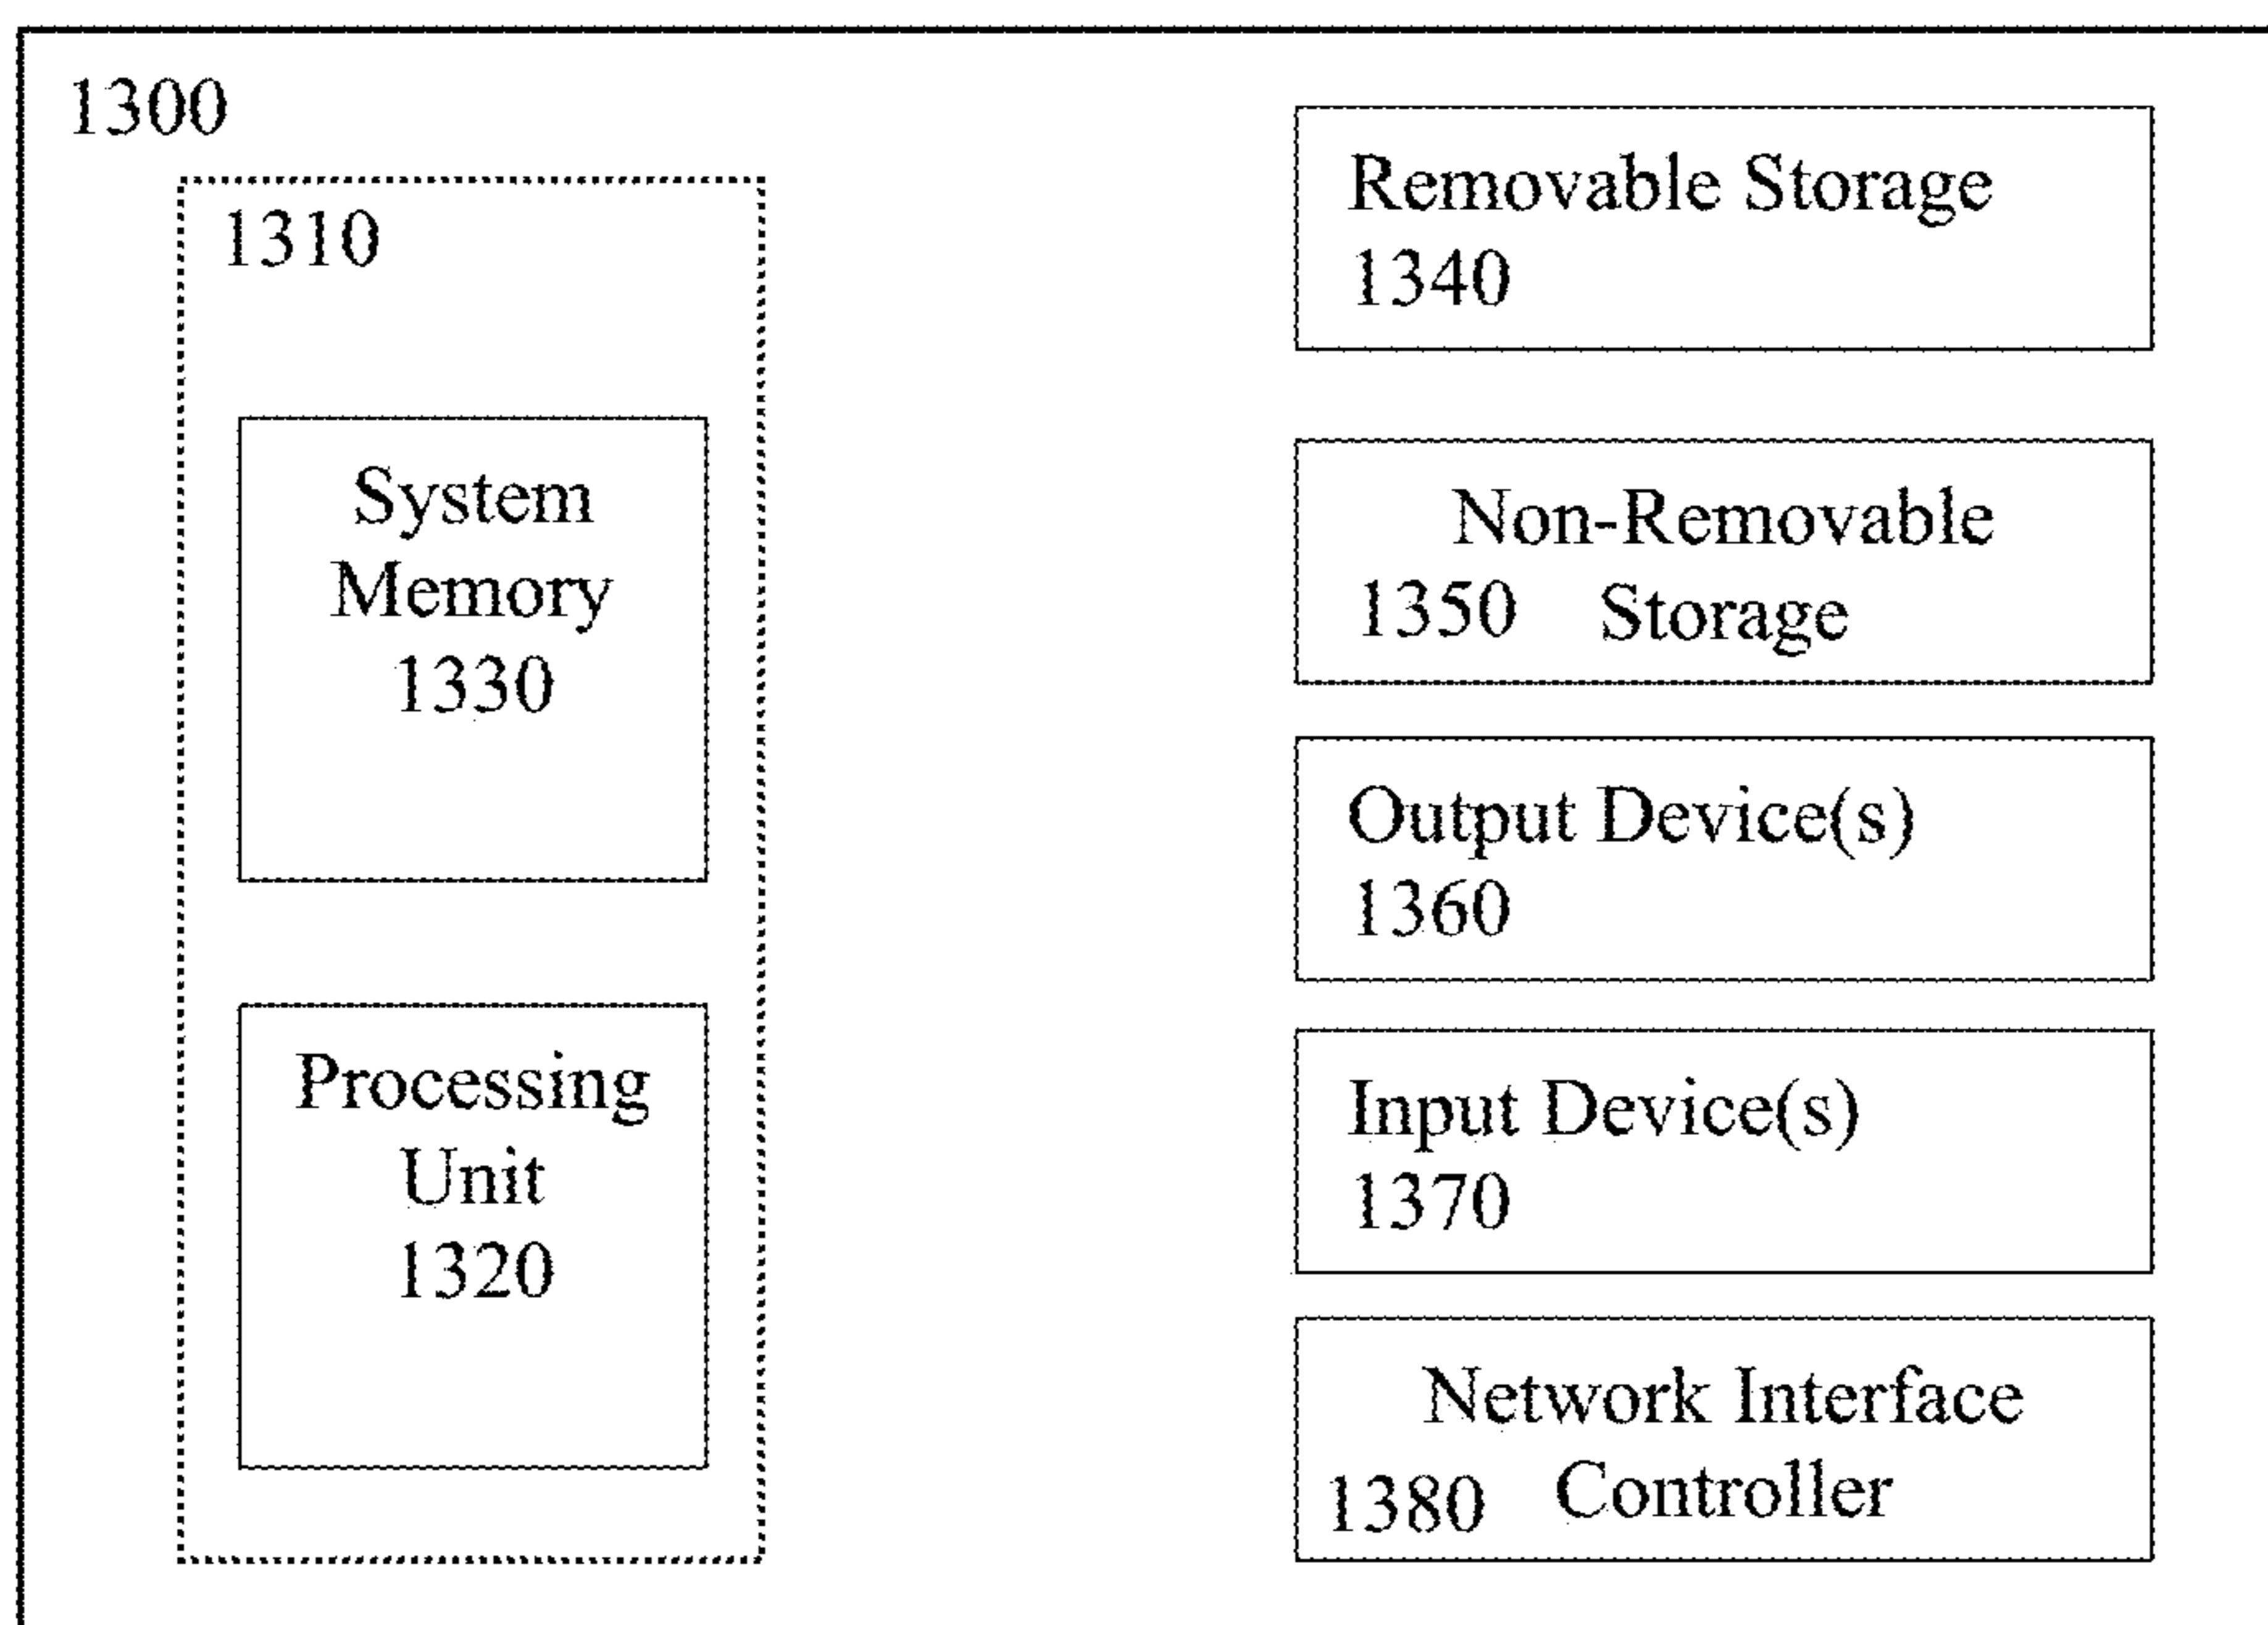 1300
1310
System
Memory
1330
Processing
Unit
1320
Removable Storage
1340
Non-Removable
1350 Storage
Output Device(s)
1360
Input Device(s)
1370
Network Interface
1380 Controller